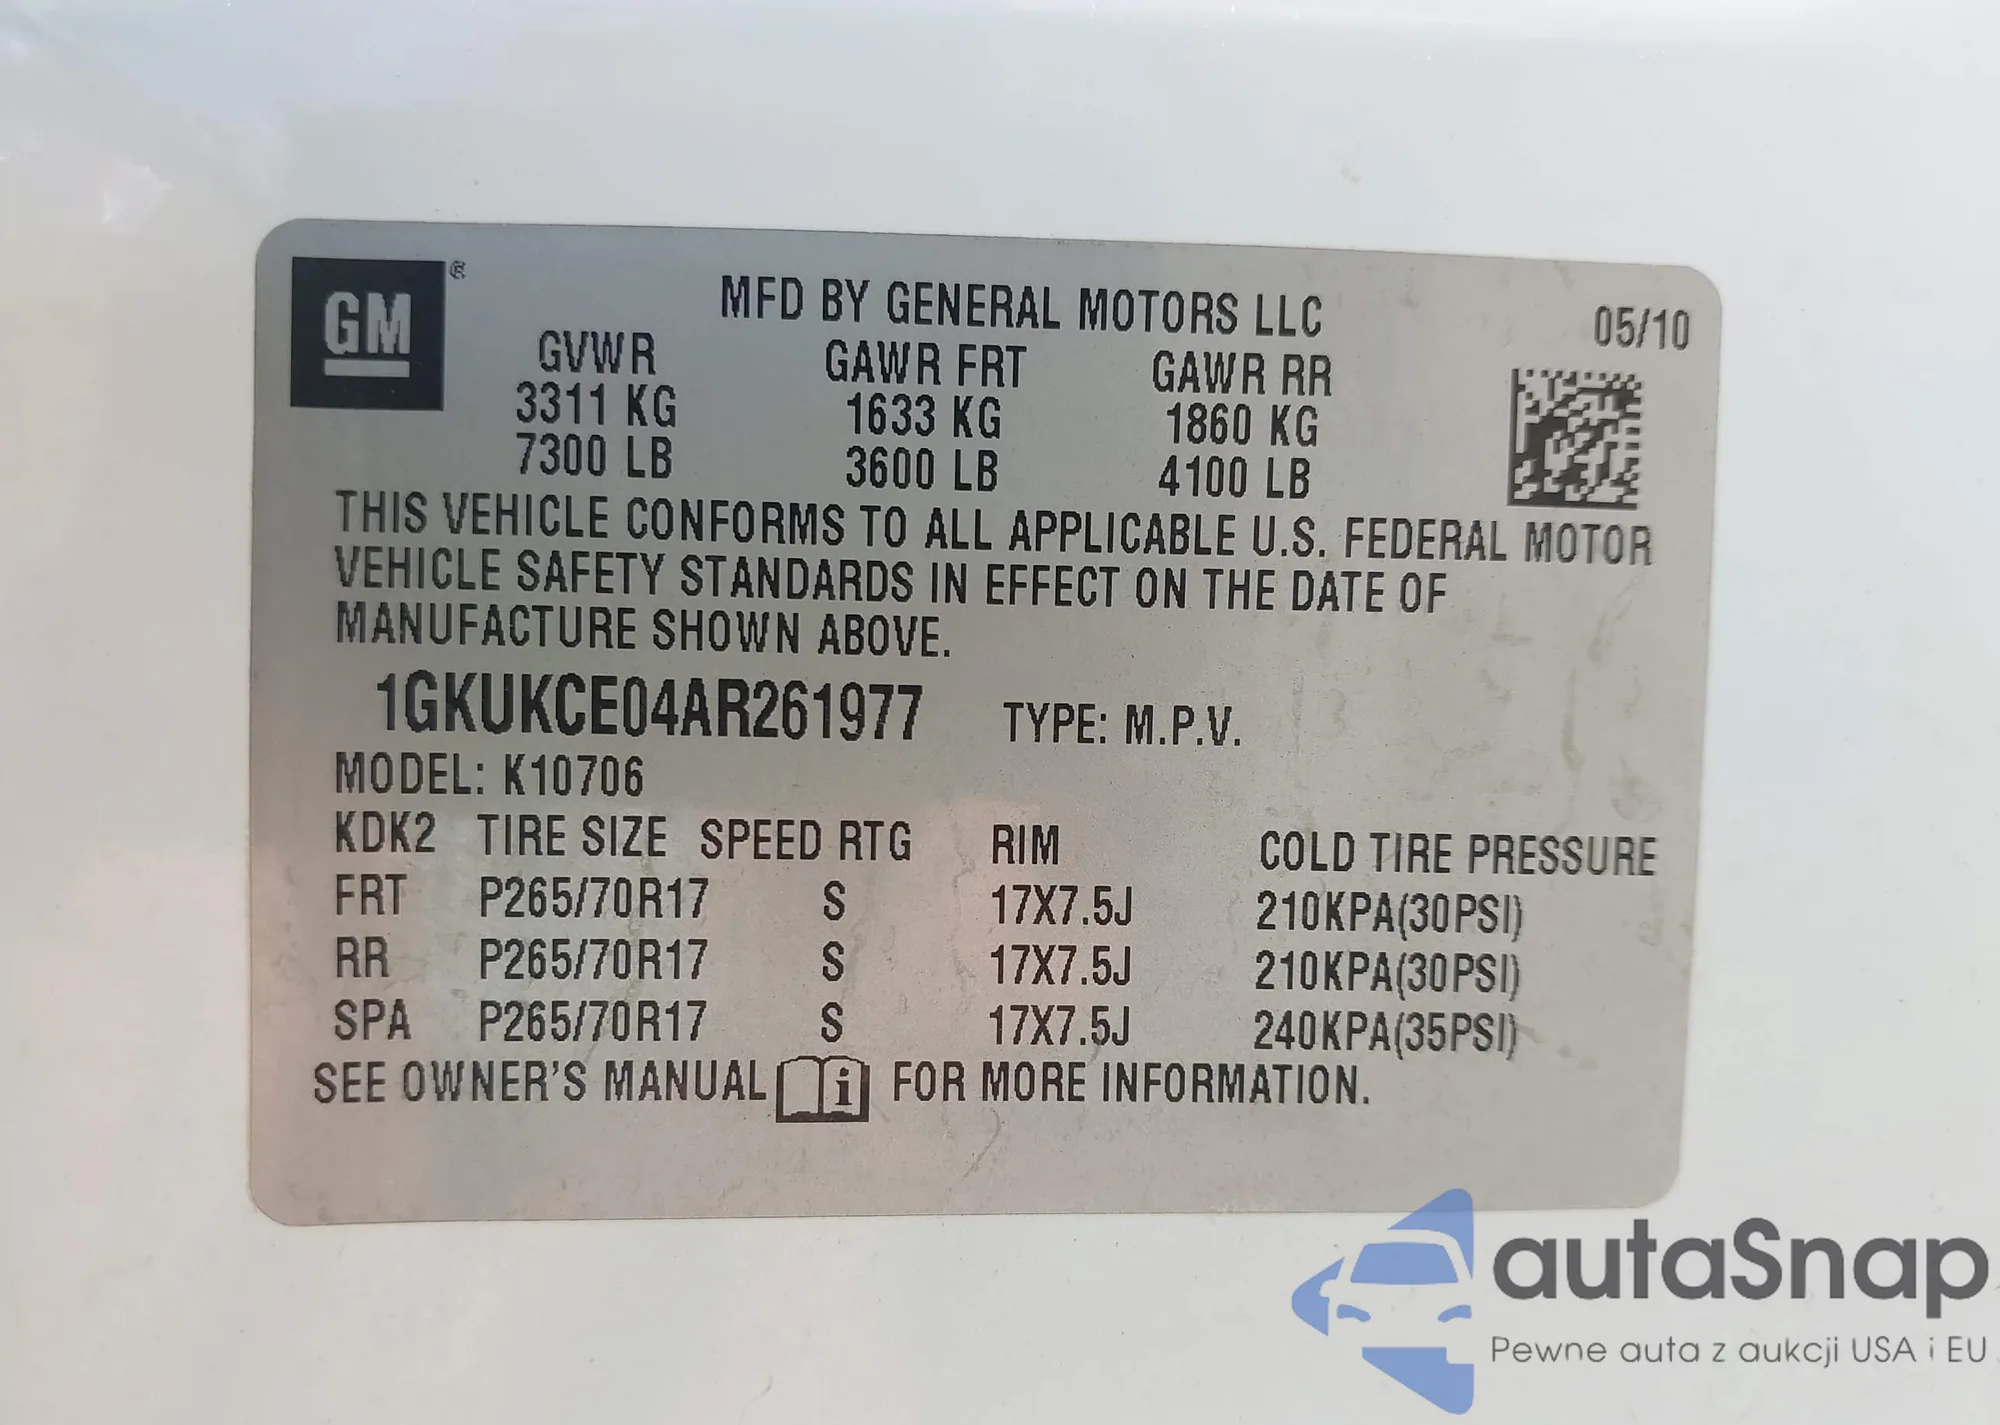 GM ®
MFD BY GENERAL MOTORS LLC 05/10
GVWR GAWR FRT GAWR RR
3311 KG 1633 KG 1860 KG
7300 LB 3600 LB 4100 LB
THIS VEHICLE CONFORMS TO ALL APPLICABLE U.S. FEDERAL MOTOR
VEHICLE SAFETY STANDARDS IN EFFECT ON THE DATE OF
MANUFACTURE SHOWN ABOVE.
1GKUKCE04AR261977 TYPE: M.P.V.
MODEL: K10706
KDK2 TIRE SIZE SPEED RTG RIM COLD TIRE PRESSURE
FRT P265/70R17 S 17X7.5J 210KPA(30PSI)
RR P265/70R17 S 17X7.5J 210KPA(30PSI)
SPA P265/70R17 S 17X7.5J 240KPA(35PSI)
SEE OWNER'S MANUAL i FOR MORE INFORMATION.
autaSnap
Pewne auta z aukcji USA i EU